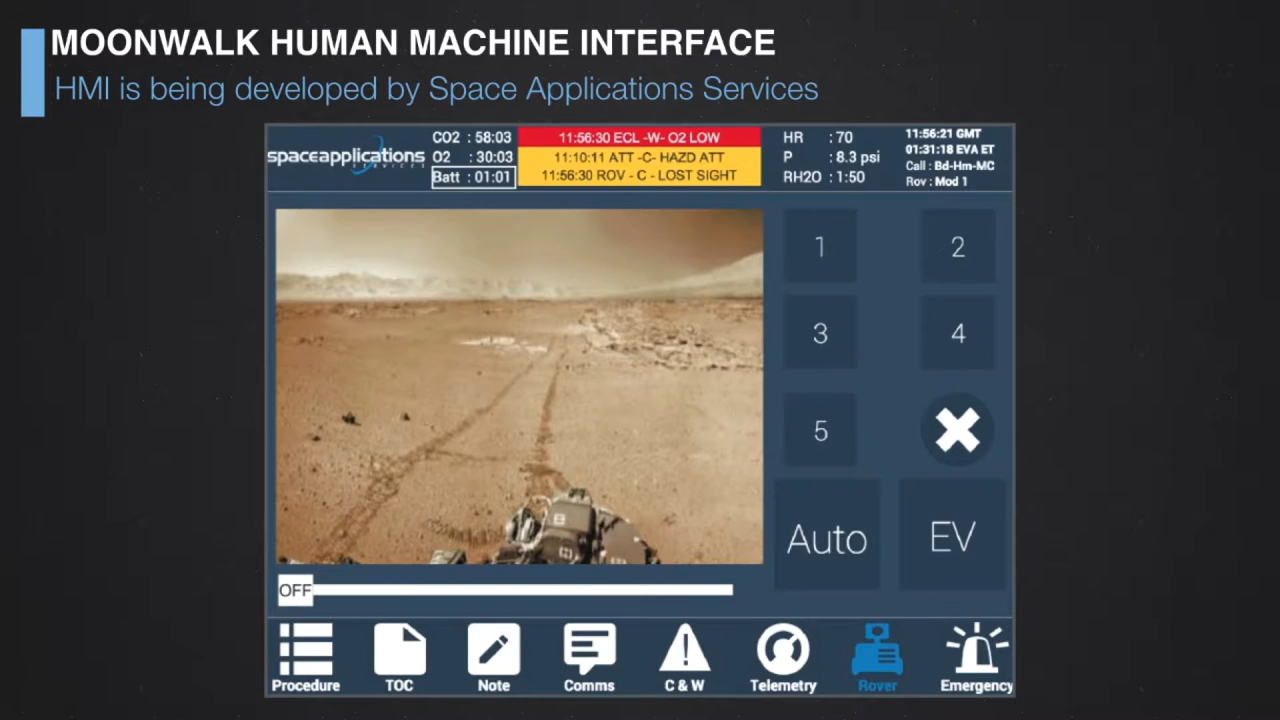 MOONWALK HUMAN MACHINE INTERFACE
HMI is being developed by Space Applications Services
spaceapplications
SERVICES
CO2 : 58:03
O2 : 30:03
Batt : 01:01
11:56:30 ECL -W- O2 LOW
11:10:11 ATT -C- HAZD ATT
11:56:30 ROV - C - LOST SIGHT
HR : 70
P : 8.3 psi
RH2O : 1:50
11:56:21 GMT
01:31:18 EVA ET
Call : Bd-Hm-MC
Rov : Mod 1
1
2
3
4
5
Auto
EV
OFF
Procedure
TOC
Note
Comms
C & W
Telemetry
Rover
Emergency